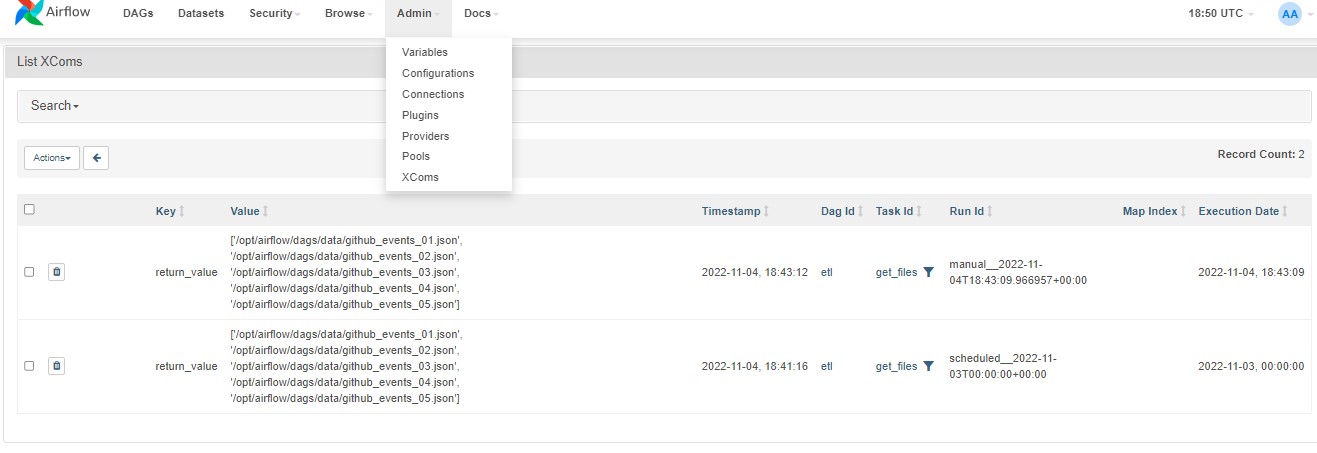 Airflow DAGs Datasets Security Browse Admin Docs 18:50 UTC AA
Variables
Configurations
Connections
Plugins
Providers
Pools
XComs
List XComs
Search
Actions
Record Count: 2
Key Value Timestamp Dag Id Task Id Run Id Map Index Execution Date
return_value
['/opt/airflow/dags/data/github_events_01.json',
'/opt/airflow/dags/data/github_events_02.json',
'/opt/airflow/dags/data/github_events_03.json',
'/opt/airflow/dags/data/github_events_04.json',
'/opt/airflow/dags/data/github_events_05.json']
2022-11-04, 18:43:12
etl
get_files
manual__2022-11-
04T18:43:09.966957+00:00
2022-11-04, 18:43:09
return_value
['/opt/airflow/dags/data/github_events_01.json',
'/opt/airflow/dags/data/github_events_02.json',
'/opt/airflow/dags/data/github_events_03.json',
'/opt/airflow/dags/data/github_events_04.json',
'/opt/airflow/dags/data/github_events_05.json']
2022-11-04, 18:41:16
etl
get_files
scheduled__2022-11-
03T00:00:00+00:00
2022-11-03, 00:00:00